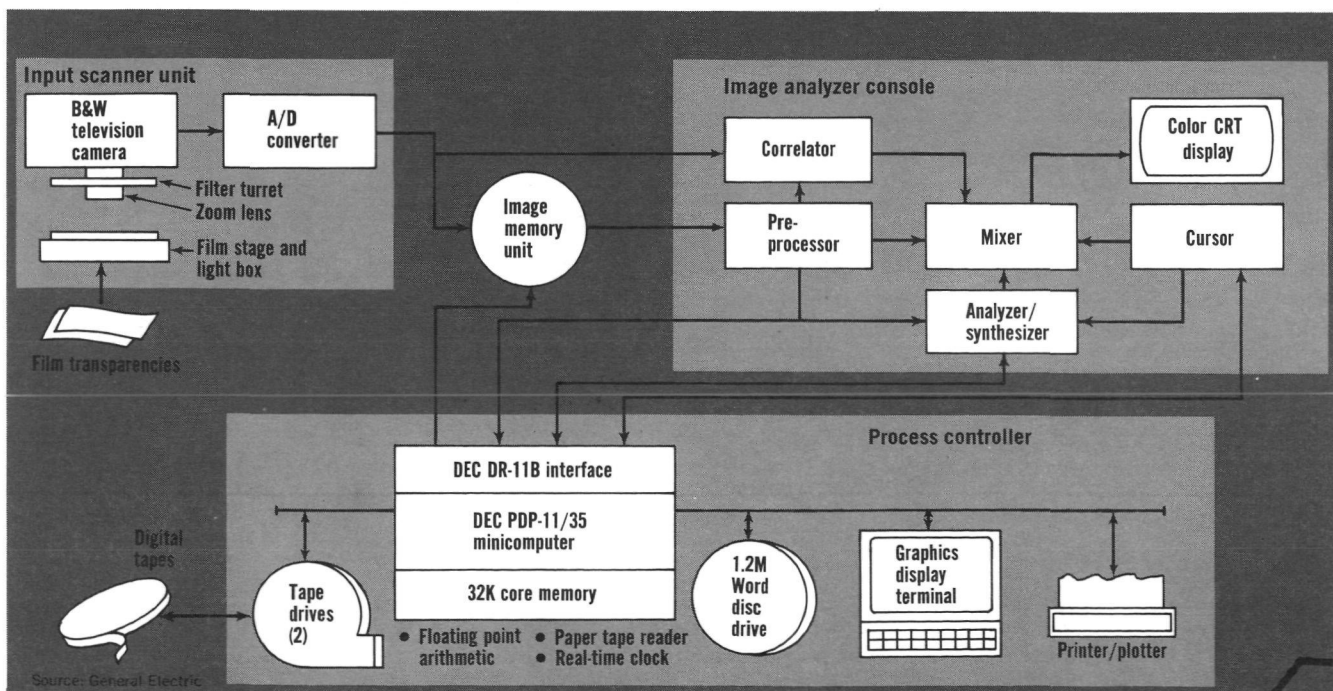 Input scanner unit
B&W
television
camera
A/D
converter
Filter turret
Zoom lens
Film stage and
light box
Film transparencies
Image
memory
unit
Image analyzer console
Correlator
Color CRT
display
Pre-
processor
Mixer
Cursor
Analyzer/
synthesizer
Process controller
DEC DR-11B interface
DEC PDP-11/35
minicomputer
32K core memory
Digital
tapes
Tape
drives
(2)
• Floating point
arithmetic
• Paper tape reader
• Real-time clock
1.2M
Word
disc
drive
Graphics
display
terminal
Printer/plotter
Source: General Electric